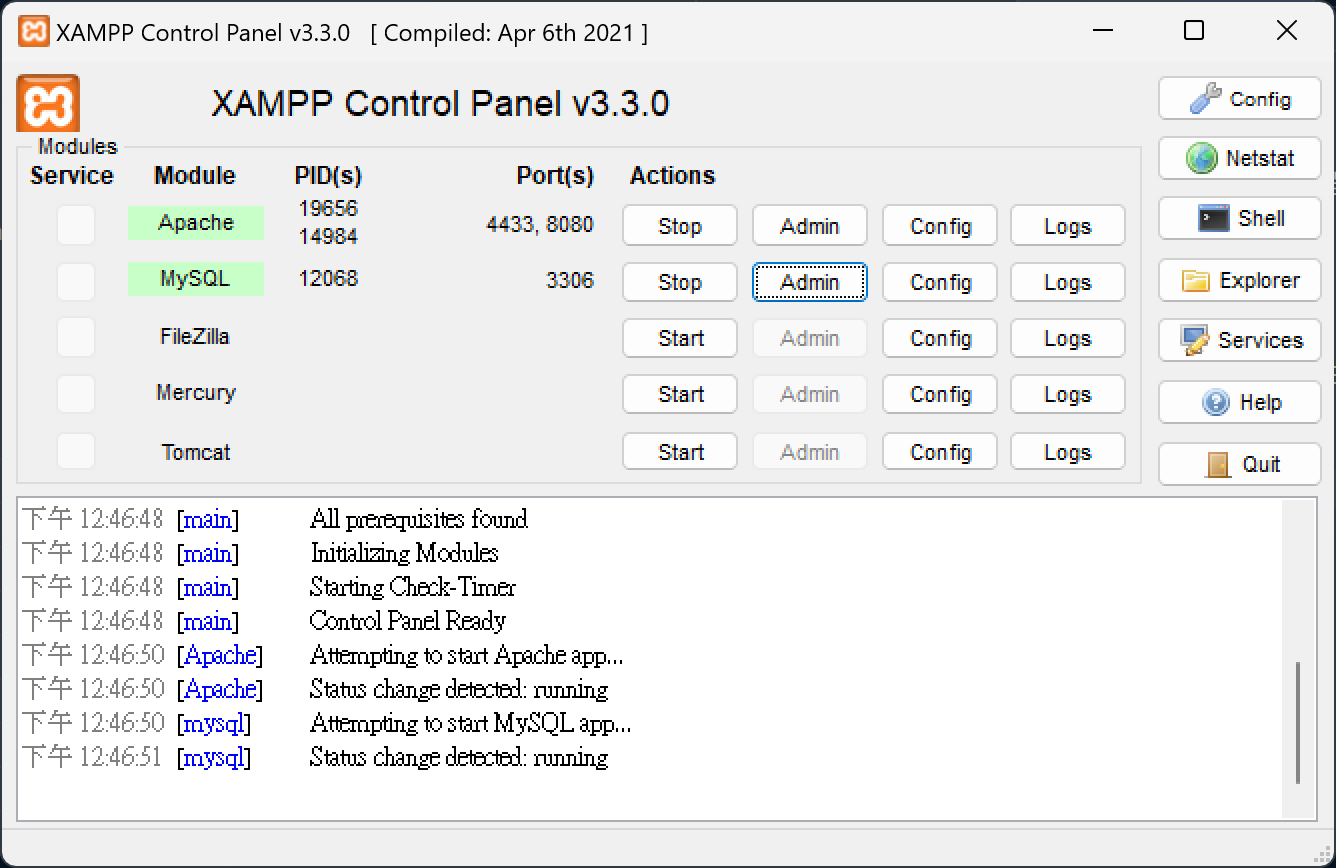 XAMPP Control Panel v3.3.0 [ Compiled: Apr 6th 2021 ]
XAMPP Control Panel v3.3.0
Config
Modules
Service Module PID(s) Port(s) Actions
Netstat
Apache 19656 14984 4433, 8080 Stop Admin Config Logs
Shell
MySQL 12068 3306 Stop Admin Config Logs
Explorer
FileZilla Start Admin Config Logs
Services
Mercury Start Admin Config Logs
Help
Tomcat Start Admin Config Logs
Quit
下午 12:46:48 [main] All prerequisites found
下午 12:46:48 [main] Initializing Modules
下午 12:46:48 [main] Starting Check-Timer
下午 12:46:48 [main] Control Panel Ready
下午 12:46:50 [Apache] Attempting to start Apache app...
下午 12:46:50 [Apache] Status change detected: running
下午 12:46:50 [mysql] Attempting to start MySQL app...
下午 12:46:51 [mysql] Status change detected: running